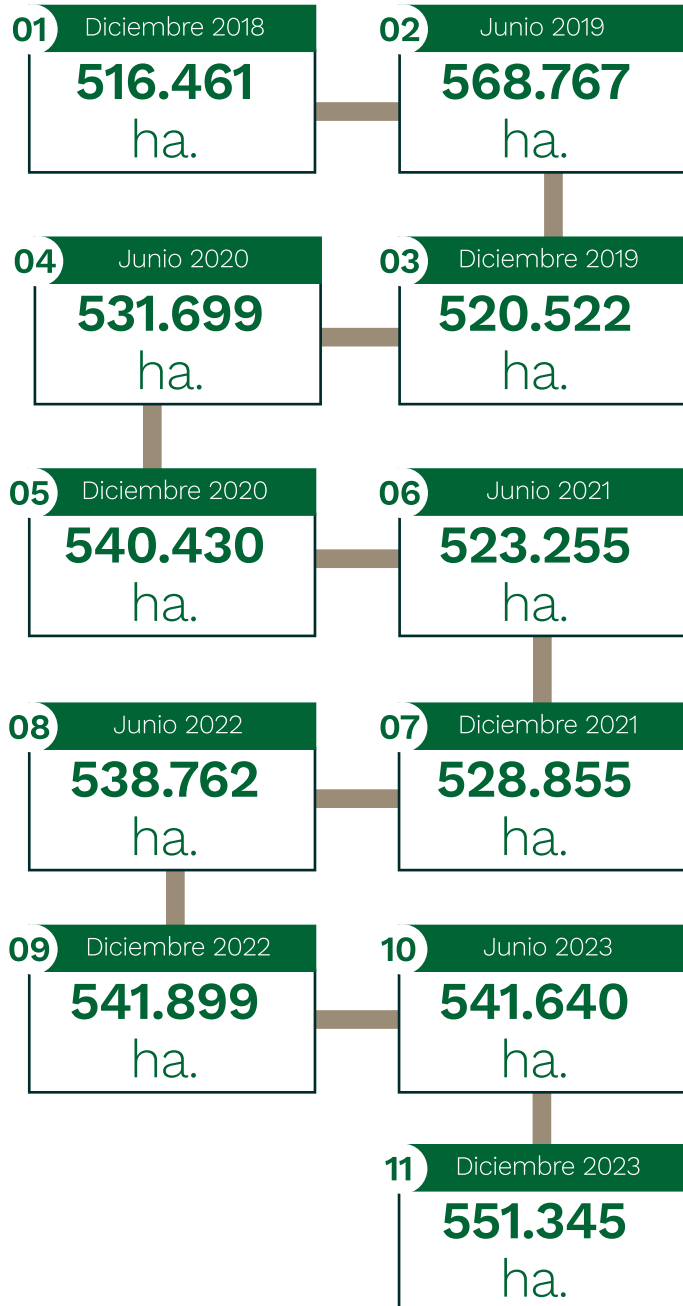 01
Diciembre 2018
516.461
ha.
02
Junio 2019
568.767
ha.
03
Diciembre 2019
520.522
ha.
04
Junio 2020
531.699
ha.
05
Diciembre 2020
540.430
ha.
06
Junio 2021
523.255
ha.
07
Diciembre 2021
528.855
ha.
08
Junio 2022
538.762
ha.
09
Diciembre 2022
541.899
ha.
10
Junio 2023
541.640
ha.
11
Diciembre 2023
551.345
ha.